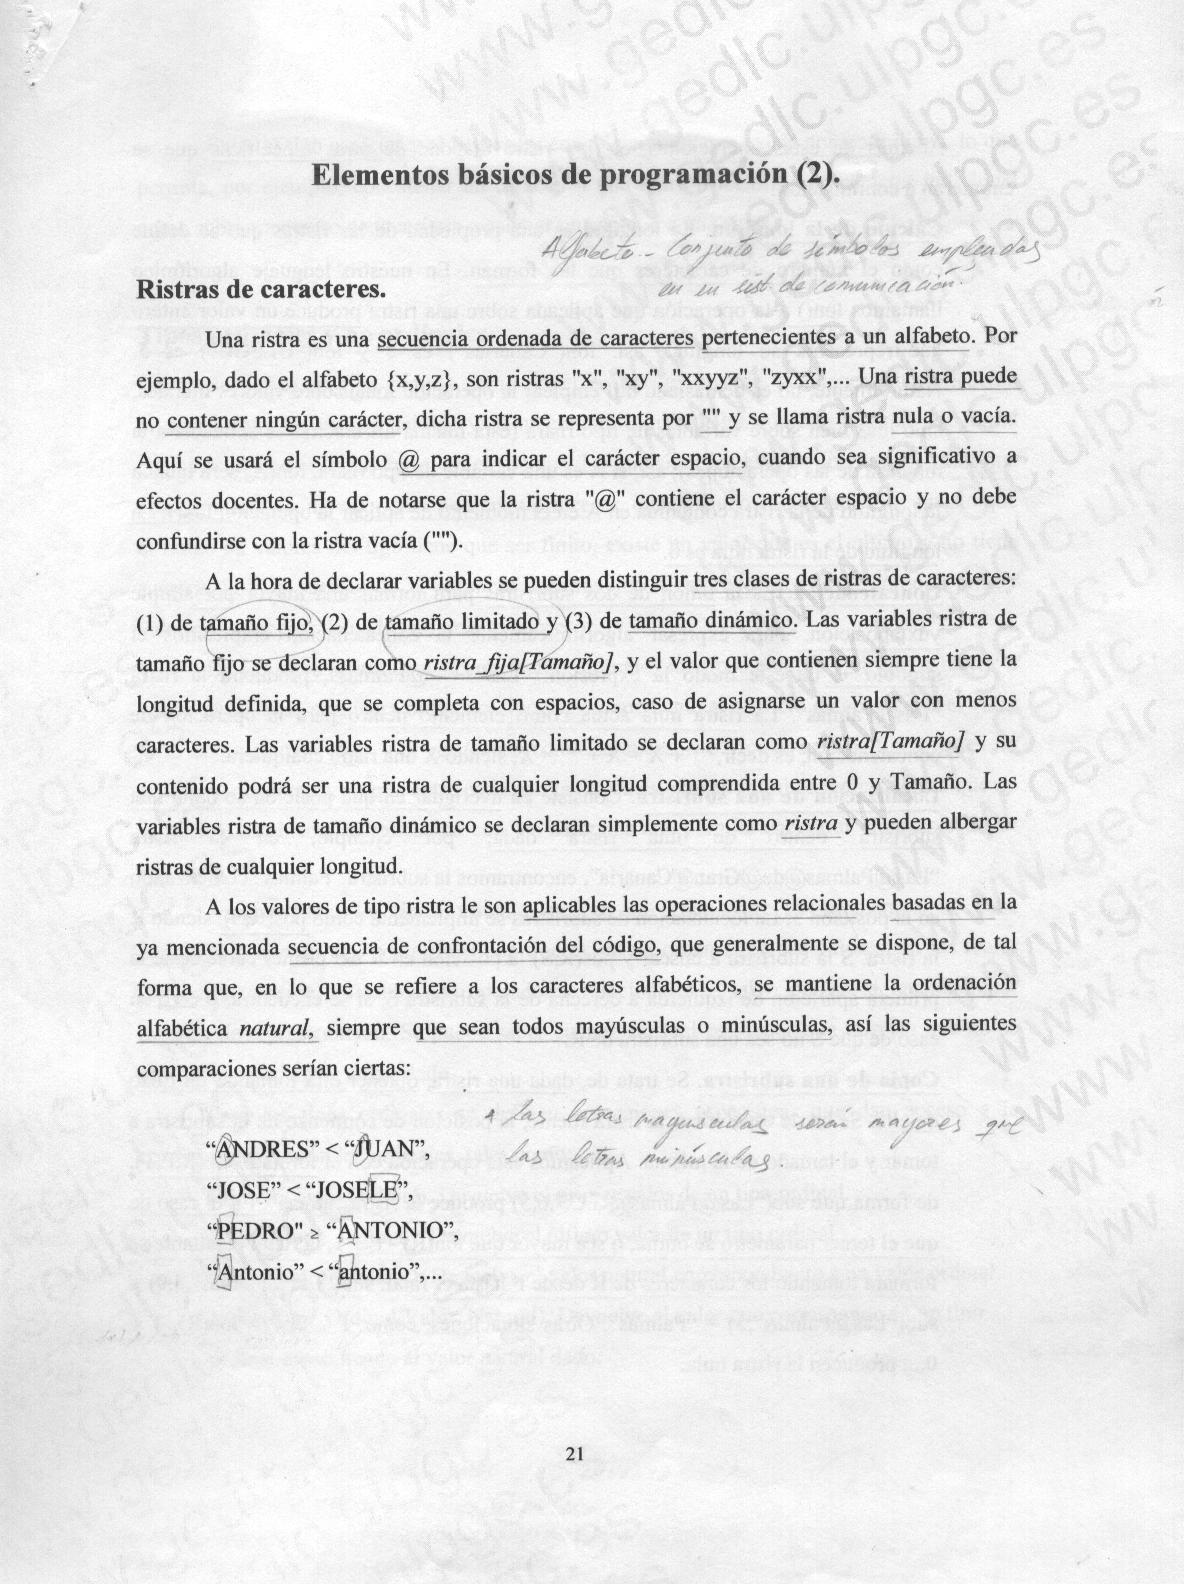 Elementos básicos de programación (2).
Alfabeto - Conjunto de símbolos empleadas
en un sist de comunicación.
Ristras de caracteres.
Una ristra es una secuencia ordenada de caracteres pertenecientes a un alfabeto. Por
ejemplo, dado el alfabeto {x,y,z}, son ristras "x", "xy", "xxyyz", "zyxx",... Una ristra puede
no contener ningún carácter, dicha ristra se representa por "" y se llama ristra nula o vacía.
Aquí se usará el símbolo @ para indicar el carácter espacio, cuando sea significativo a
efectos docentes. Ha de notarse que la ristra "@" contiene el carácter espacio y no debe
confundirse con la ristra vacía ("").
A la hora de declarar variables se pueden distinguir tres clases de ristras de caracteres:
(1) de tamaño fijo, (2) de tamaño limitado y (3) de tamaño dinámico. Las variables ristra de
tamaño fijo se declaran como ristra_fija[Tamaño], y el valor que contienen siempre tiene la
longitud definida, que se completa con espacios, caso de asignarse un valor con menos
caracteres. Las variables ristra de tamaño limitado se declaran como ristra[Tamaño] y su
contenido podrá ser una ristra de cualquier longitud comprendida entre 0 y Tamaño. Las
variables ristra de tamaño dinámico se declaran simplemente como ristra y pueden albergar
ristras de cualquier longitud.
A los valores de tipo ristra le son aplicables las operaciones relacionales basadas en la
ya mencionada secuencia de confrontación del código, que generalmente se dispone, de tal
forma que, en lo que se refiere a los caracteres alfabéticos, se mantiene la ordenación
alfabética natural, siempre que sean todos mayúsculas o minúsculas, así las siguientes
comparaciones serían ciertas:
* las letras mayusculas serán mayores que
las letras minúsculas.
“ANDRES” < “JUAN”,
“JOSE” < “JOSELE”,
“PEDRO" ≥ “ANTONIO”,
“Antonio” < “antonio”,...
21
www.gedlc.ulpgc.es